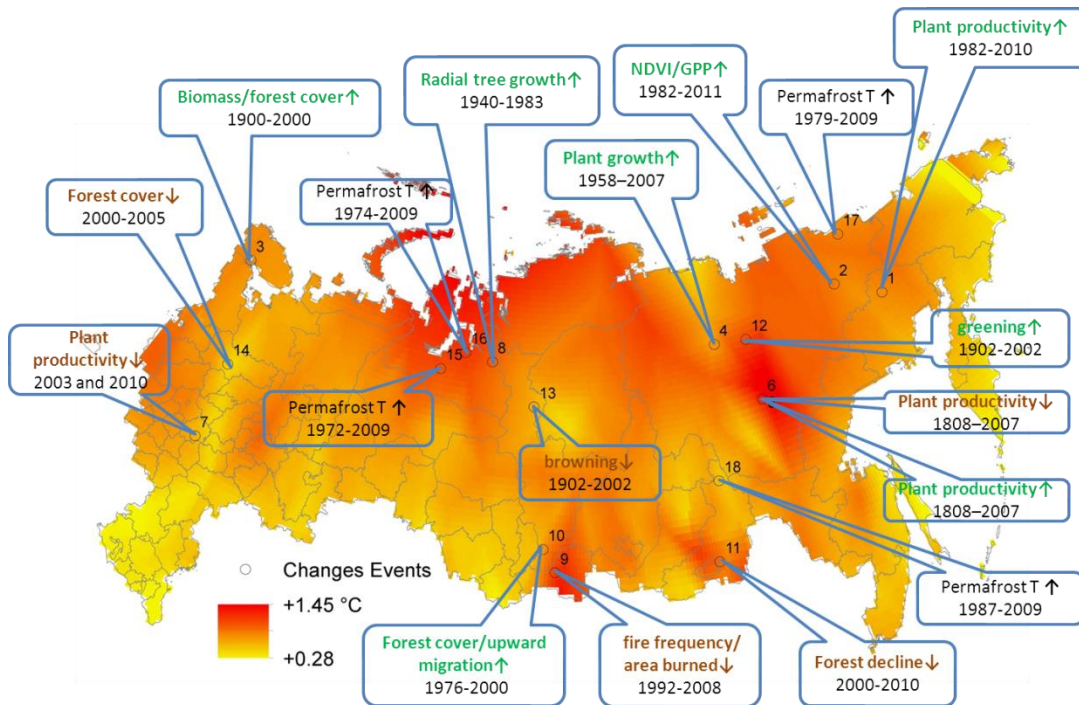 Plant productivity↑
1982-2010
Radial tree growth↑
1940-1983
NDVI/GPP↑
1982-2011
Biomass/forest cover↑
1900-2000
Permafrost T ↑
1979-2009
Plant growth↑
1958–2007
Forest cover↓
2000-2005
Permafrost T ↑
1974-2009
3
17
2
1
4
12
greening↑
1902-2002
14
16
15
8
Plant
productivity↓
2003 and 2010
6
13
Permafrost T ↑
1972-2009
Plant productivity↓
1808–2007
7
browning↓
1902-2002
18
Plant productivity↑
1808–2007
10
9
11
Changes Events
+1.45 °C
+0.28
Permafrost T ↑
1987-2009
Forest cover/upward
migration↑
1976-2000
fire frequency/
area burned↓
1992-2008
Forest decline↓
2000-2010